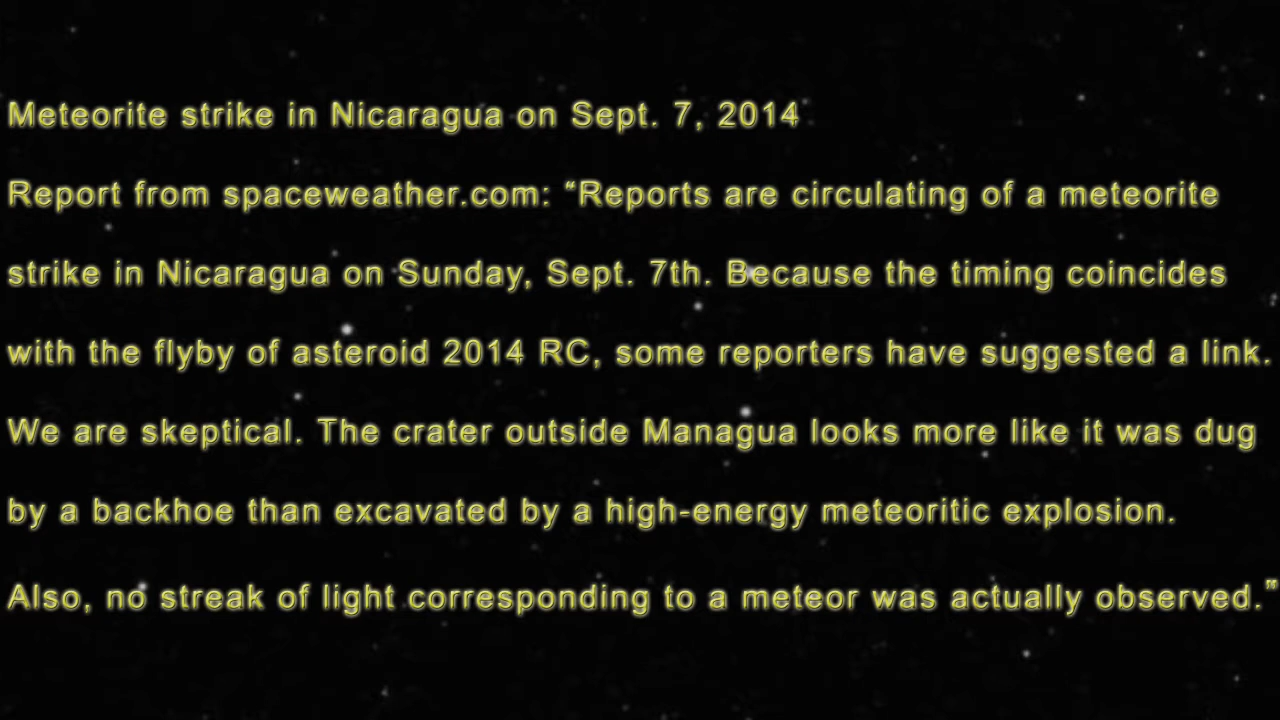 Meteorite strike in Nicaragua on Sept. 7, 2014
Report from spaceweather.com: “Reports are circulating of a meteorite
strike in Nicaragua on Sunday, Sept. 7th. Because the timing coincides
with the flyby of asteroid 2014 RC, some reporters have suggested a link.
We are skeptical. The crater outside Managua looks more like it was dug
by a backhoe than excavated by a high-energy meteoritic explosion.
Also, no streak of light corresponding to a meteor was actually observed.”